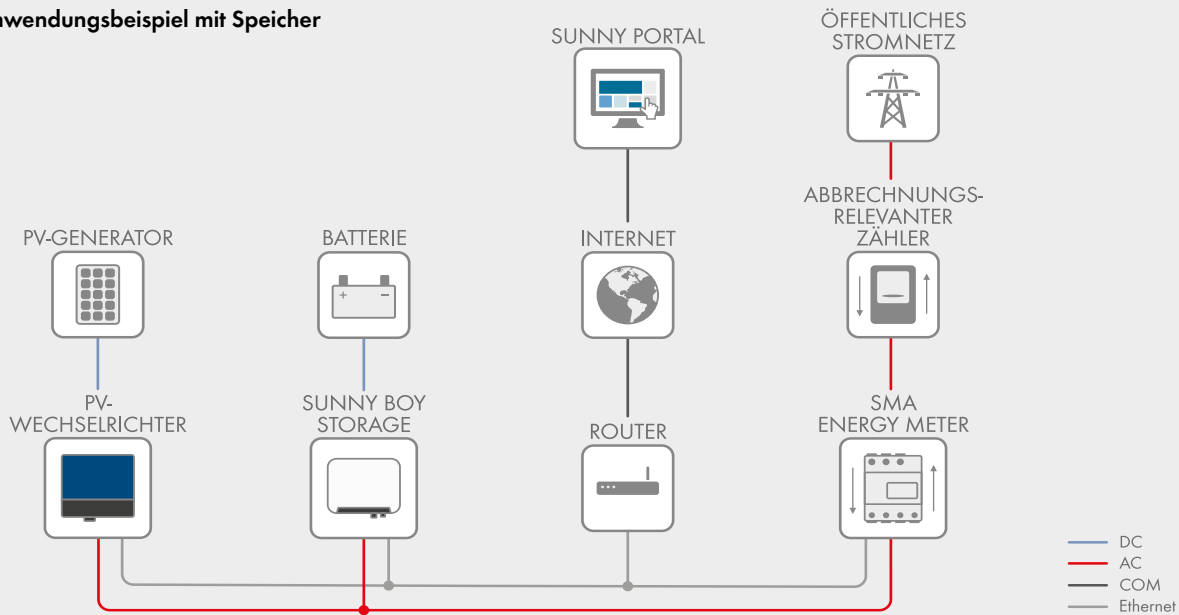 nwendungsbeispiel mit Speicher
SUNNY PORTAL
ÖFFENTLICHES
STROMNETZ
PV-GENERATOR
BATTERIE
INTERNET
ABBRECHNUNGS-
RELEVANTER
ZÄHLER
PV-
WECHSELRICHTER
SUNNY BOY
STORAGE
ROUTER
SMA
ENERGY METER
+ −
DC
AC
COM
Ethernet